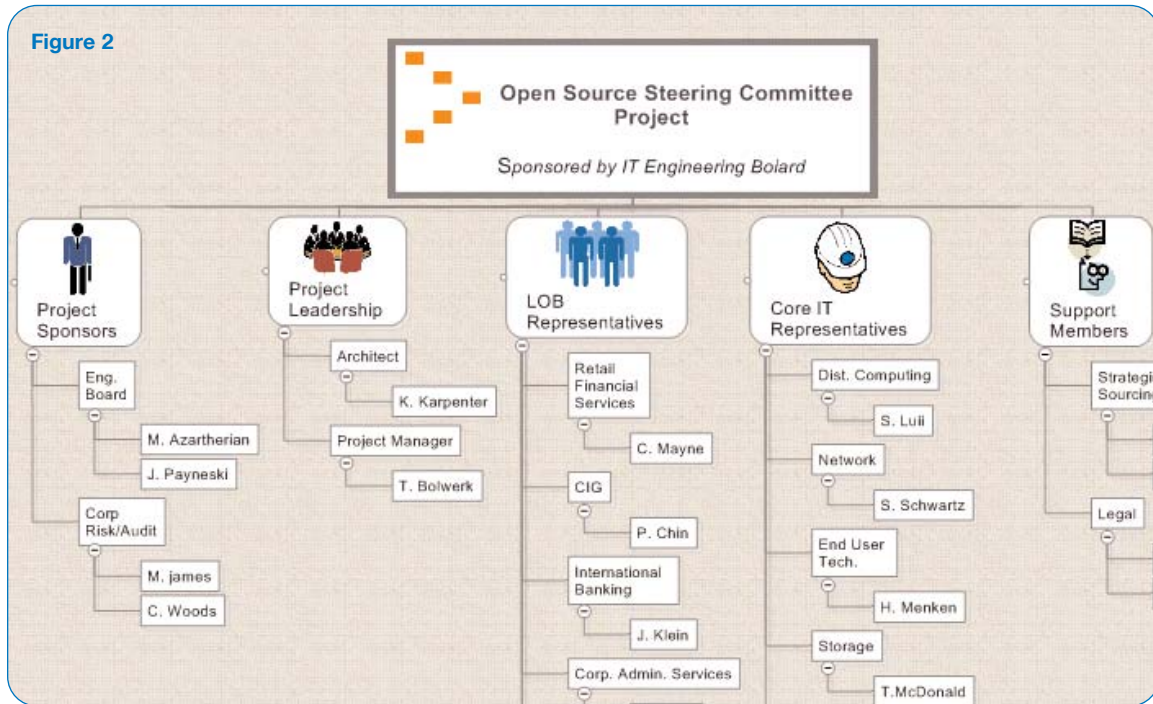 Figure 2
Open Source Steering Committee
Project
Sponsored by IT Engineering Bolard
Project
Sponsors
Eng.
Board
M. Azartherian
J. Payneski
Corp
Risk/Audit
M. james
C. Woods
Project
Leadership
Architect
K. Karpenter
Project Manager
T. Bolwerk
LOB
Representatives
Retail
Financial
Services
C. Mayne
CIG
P. Chin
International
Banking
J. Klein
Corp. Admin. Services
Core IT
Representatives
Dist. Computing
S. Luii
Network
S. Schwartz
End User
Tech.
H. Menken
Storage
T.McDonald
Support
Members
Strategic
Sourcing
Legal